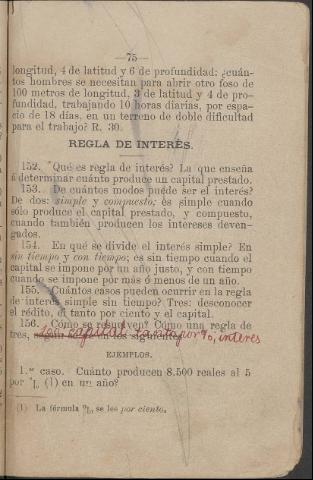 —75—
longitud, 4 de latitud y 6 de profundidad: ¿cuán-
tos hombres se necesitan para abrir otro foso de
100 metros de longitud, 3 de latitud y 4 de pro-
fundidad, trabajando 10 horas diarias, por espa-
cio de 18 días, en un terreno de doble dificultad
para el trabajo? R. 30.
REGLA DE INTERÉS.
152. ¿Qué es regla de interés? La que enseña
á determinar cuánto produce un capital prestado.
153. De cuántos modos puede ser el interés?
De dos: simple y compuesto; es simple cuando
sólo produce el capital prestado, y compuesto,
cuando también producen los intereses deven-
gados.
154. En qué se divide el interés simple? En
sin tiempo y con tiempo; es sin tiempo cuando el
capital se impone por un año justo, y con tiempo
cuando se impone por más ó menos de un año.
155. Cuántos casos pueden ocurrir en la regla
de interés simple sin tiempo? Tres: desconocer
el rédito, el tanto por ciento y el capital.
156. Cómo se resuelven? Cómo una regla de
tres,
capital tanto por %, interes
EJEMPLOS.
1.er caso. Cuánto producen 8.500 reales al 5
por °L (1) en un año?
(1) La fórmula °L, se lee por ciento.